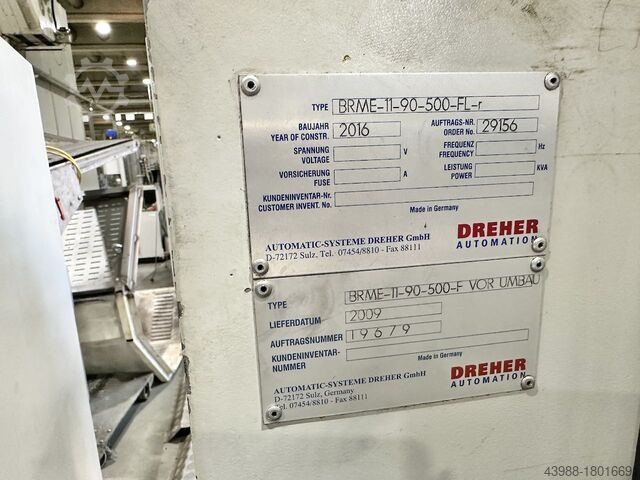 TYPE BRME-11-90-500-FL-r
BAUJAHR
YEAR OF CONSTR. 2016
AUFTRAGS-NR.
ORDER No. 29156
SPANNUNG
VOLTAGE V
FREQUENZ
FREQUENCY Hz
VORSICHERUNG
FUSE A
LEISTUNG
POWER KVA
KUNDENINVENTAR-Nr.
CUSTOMER INVENT. No.
Made in Germany
AUTOMATIC-SYSTEME DREHER GmbH
D-72172 Sulz, Tel. 07454/8810 - Fax 88111
DREHER
AUTOMATION
TYPE BRME-11-90-500-F VOR UMBAU
LIEFERDATUM 2009
AUFTRAGSNUMMER 19679
KUNDENINVENTAR-
NUMMER
Made in Germany
AUTOMATIC-SYSTEME DREHER GmbH
D-72172 Sulz, Germany
Tel. 07454/8810 - Fax 88111
DREHER
AUTOMATION
43988-1801669